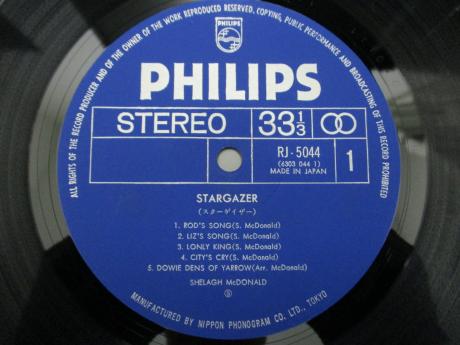 ALL RIGHTS OF THE RECORD PRODUCER AND OF THE OWNER OF THE WORK REPRODUCED RESERVED. COPYING, PUBLIC PERFORMANCE AND BROADCASTING OF THIS RECORD PROHIBITED
PHILIPS
PHILIPS
STEREO 33 1/3
RJ-5044
(6303 044 1)
MADE IN JAPAN
1
STARGAZER
(スターゲイザー)
1. ROD'S SONG(S. McDonald)
2. LIZ'S SONG(S. McDonald)
3. LONLY KING(S. McDonald)
4. CITY'S CRY(S. McDonald)
5. DOWIE DENS OF YARROW(Arr. McDonald)
SHELAGH McDONALD
Ⓢ
MANUFACTURED BY NIPPON PHONOGRAM CO. LTD., TOKYO